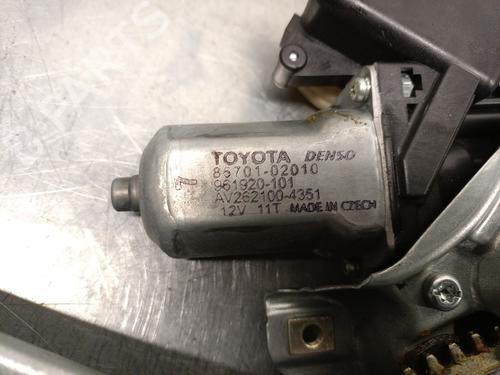 TOYOTA DENSO
85701-02010
961920-101
AV262100-4351
12V 11T MADE IN CZECH